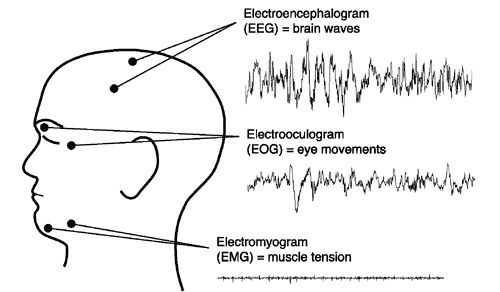 Electroencephalogram
(EEG) = brain waves
Electrooculogram
(EOG) = eye movements
Electromyogram
(EMG) = muscle tension